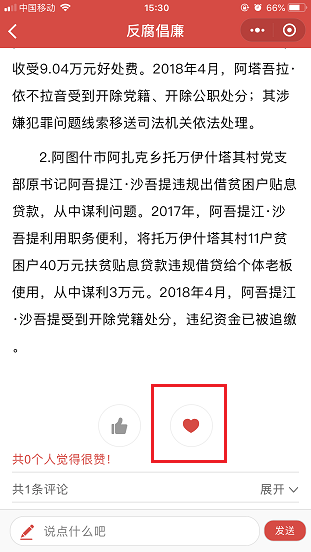 中国移动 15:30
反腐倡廉
收受9.04万元好处费。2018年4月，阿塔吾拉·
依不拉音受到开除党籍、开除公职处分；其涉
嫌犯罪问题线索移送司法机关依法处理。
2.阿图什市阿扎克乡托万伊什塔其村党支
部原书记阿吾提江·沙吾提违规出借贫困户贴息
贷款，从中谋利问题。2017年，阿吾提江·沙
吾提利用职务便利，将托万伊什塔其村11户贫
困户40万元扶贫贴息贷款违规借贷给个体老板
使用，从中谋利3万元。2018年4月，阿吾提江
·沙吾提受到开除党籍处分，违纪资金已被追缴
。
共0个人觉得很赞！
共1条评论 展开
说点什么吧 发送